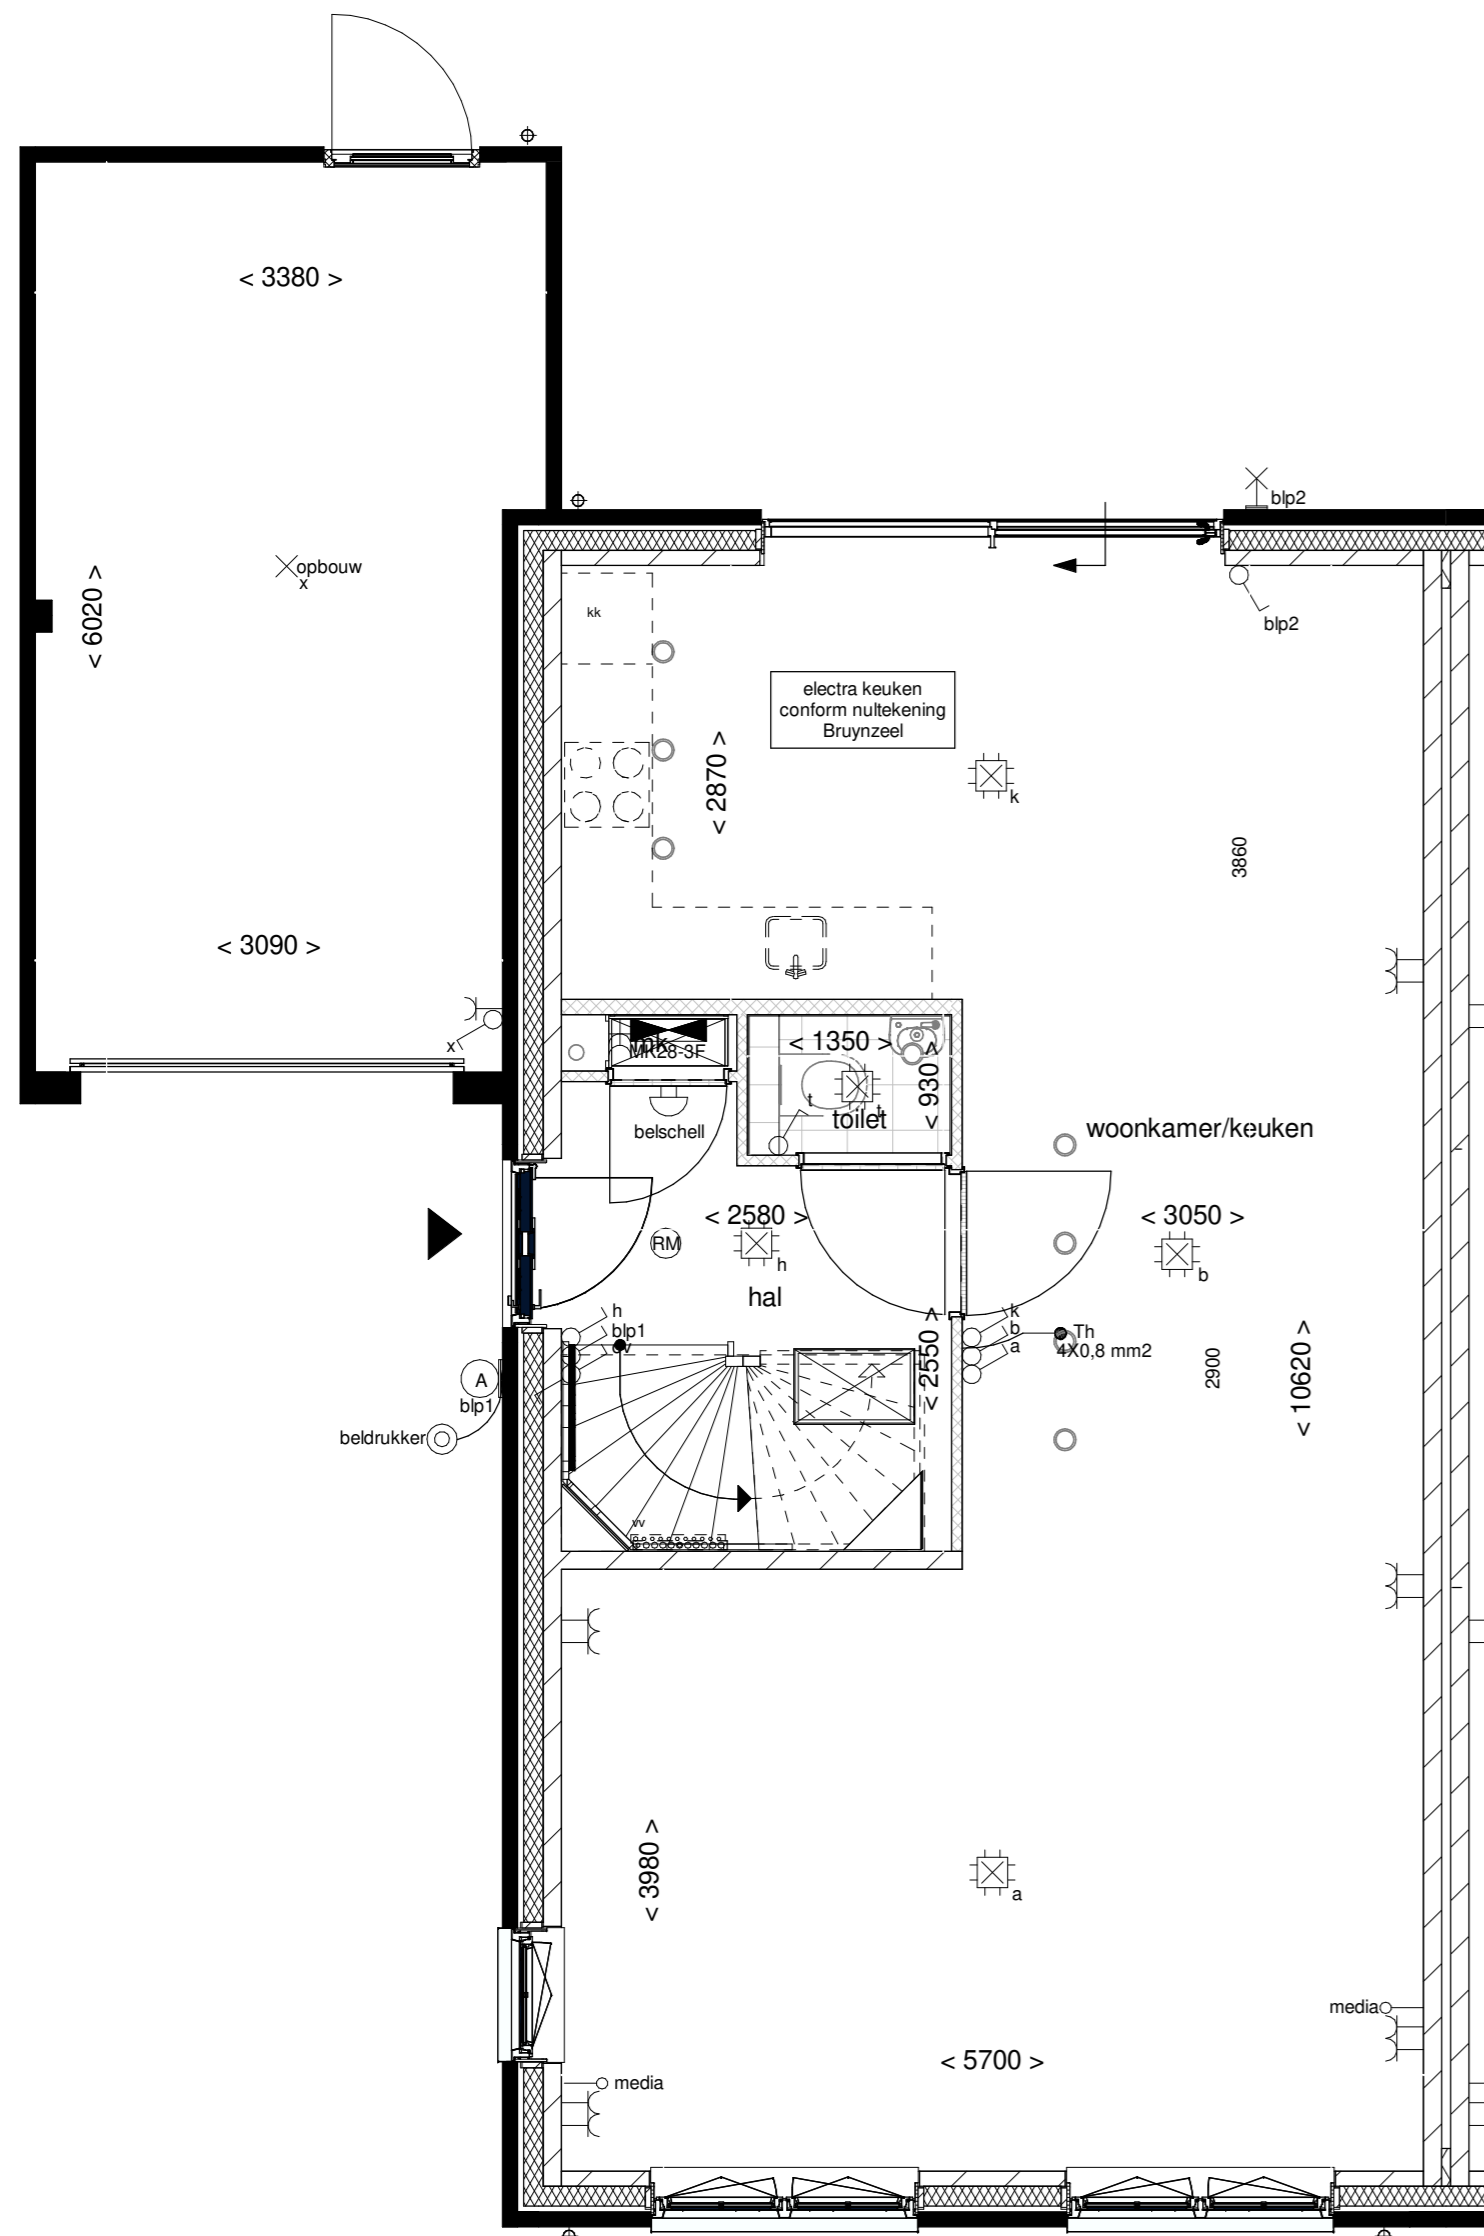 < 3380 >
blp2
opbouw
x
< 6020 >
kk
blp2
electra keuken
conform nultekening
Bruynzeel
< 2870 >
k
3860
< 3090 >
x
mk
MK28-3F
< 1350 >
< 930 >
t
t
toilet
belschell
woonkamer/keuken
< 2580 >
< 3050 >
RM
h
b
hal
h
blp1
k
b
a
Th
4X0,8 mm2
< 2550 >
2900
< 10620 >
A
blp1
beldrukker
vv
< 3980 >
a
media
< 5700 >
media